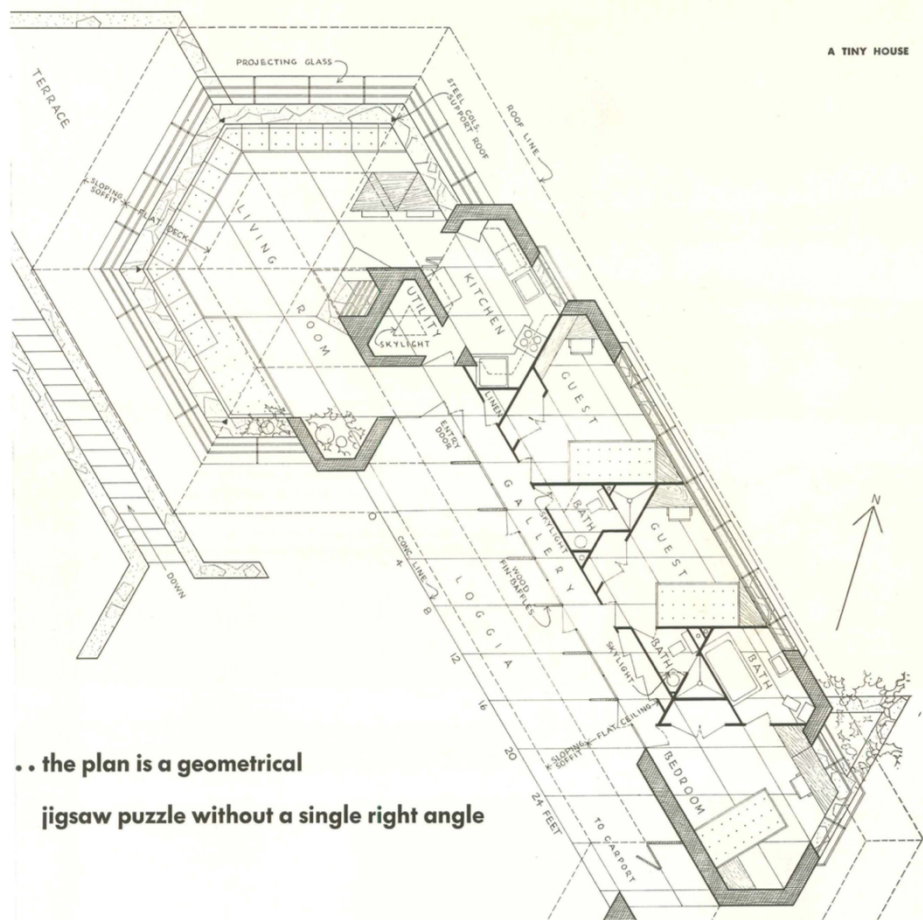 A TINY HOUSE
PROJECTING GLASS
TERRACE
STEEL COLS.
SUPPORT ROOF
ROOF LINE
SLOPING
SOFFIT
FLAT DECK
LIVING
ROOM
KITCHEN
UTILITY
SKYLIGHT
GUEST
LINEN
ENTRY
DOOR
GALLERY
BATH
SKYLIGHT
GUEST
N
CONC. LINE
WOOD
FIN-BAFFLES
LOGGIA
DOWN
0
4
8
12
16
20
24 FEET
BATH
SKYLIGHT
BATH
SLOPING
SOFFIT
FLAT CEILING
BEDROOM
TO CARPORT
.. the plan is a geometrical
jigsaw puzzle without a single right angle